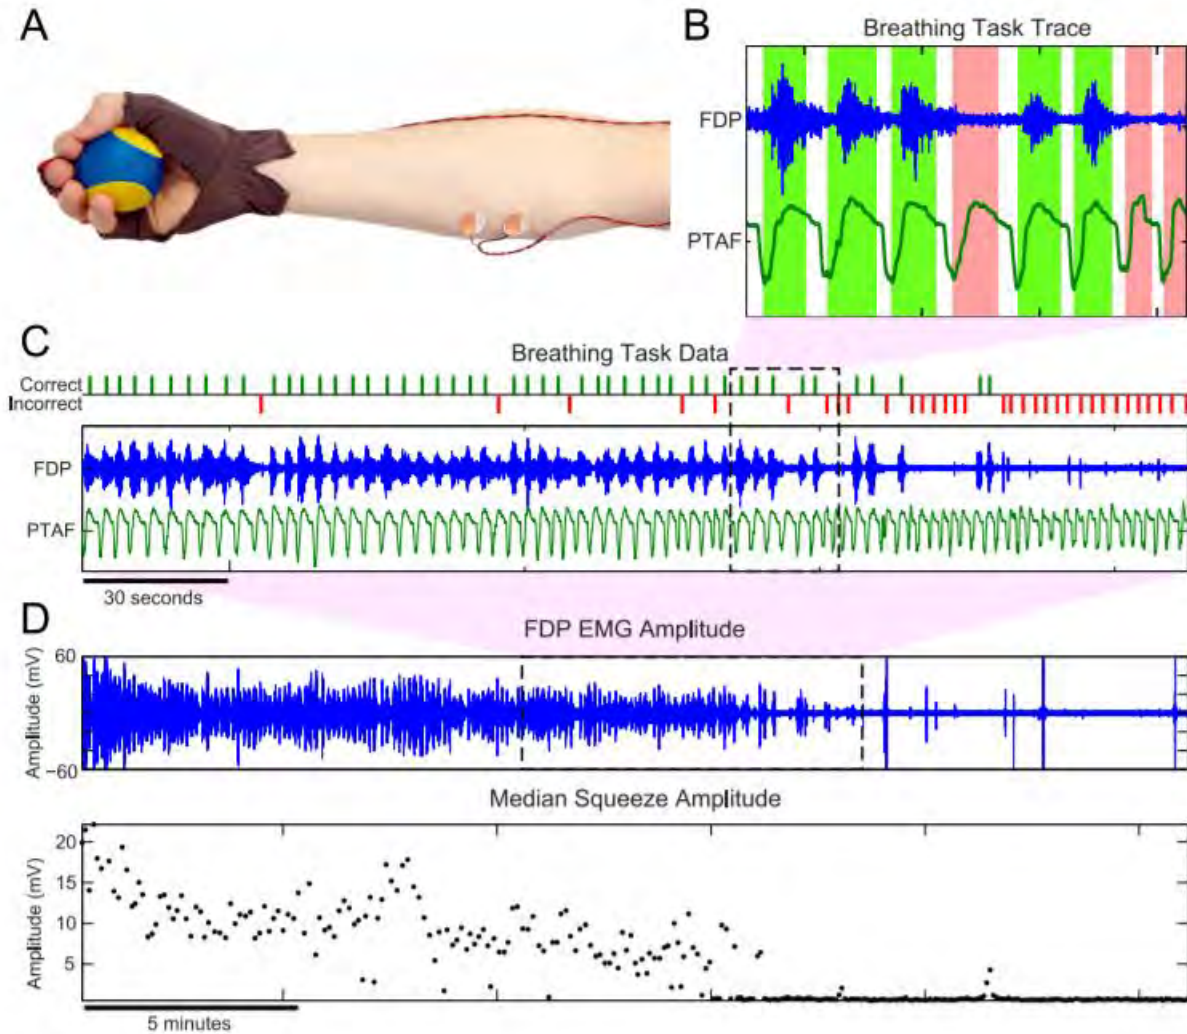 A
B
Breathing Task Trace
FDP
PTAF
C
Breathing Task Data
Correct
Incorrect
FDP
PTAF
30 seconds
D
FDP EMG Amplitude
Amplitude (mV)
60
−60
Median Squeeze Amplitude
Amplitude (mV)
20
15
10
5
5 minutes